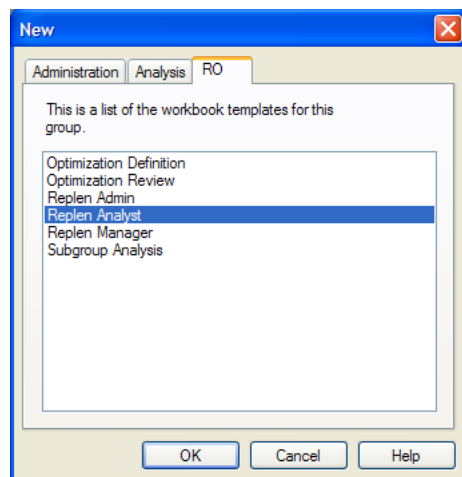 New
Administration Analysis RO
This is a list of the workbook templates for this
group.
Optimization Definition
Optimization Review
Replen Admin
Replen Analyst
Replen Manager
Subgroup Analysis
OK Cancel Help